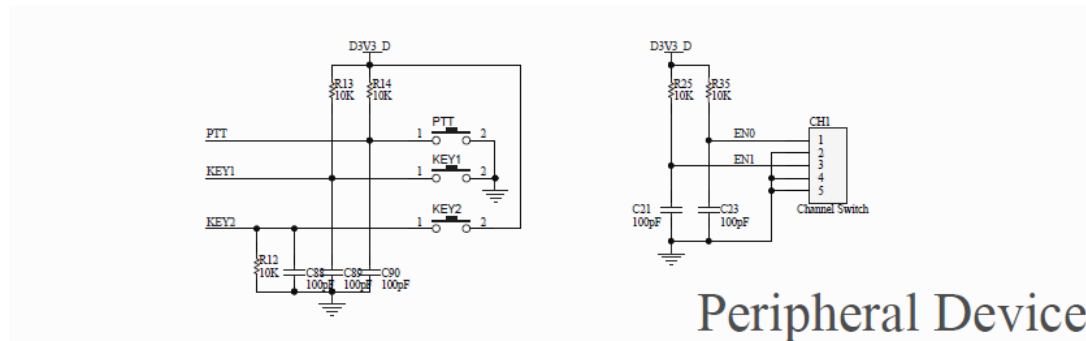 D3V3_D
R13
10K
R14
10K
PTT
1
PTT
2
KEY1
1
KEY1
2
KEY2
1
KEY2
2
R12
10K
C88
100pF
C89
100pF
C90
100pF
D3V3_D
R25
10K
R35
10K
CH1
EN0
1
2
EN1
3
4
5
Channel Switch
C21
100pF
C23
100pF
Peripheral Device